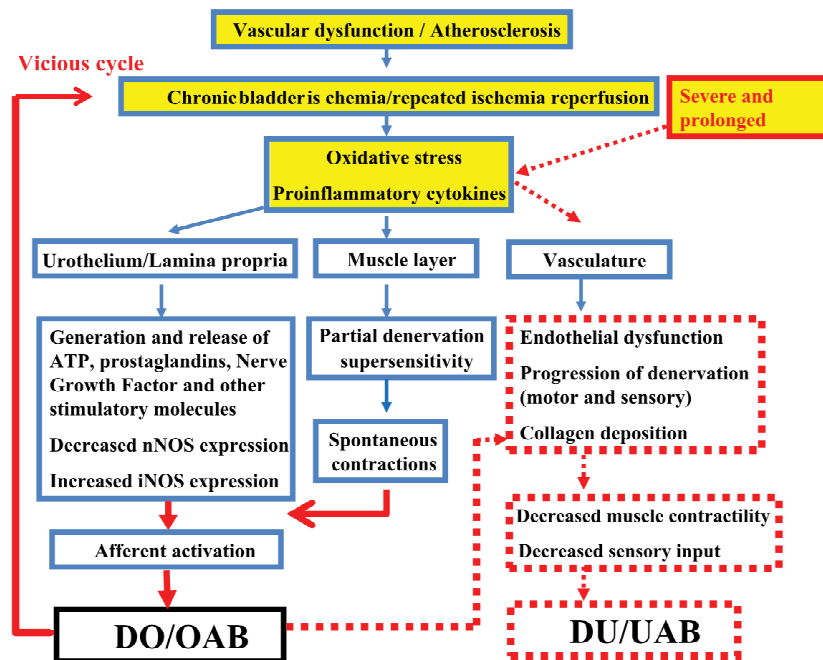 Vascular dysfunction / Atherosclerosis
Vicious cycle
Chronic bladder is chemia/repeated ischemia reperfusion
Severe and
prolonged
Oxidative stress
Proinflammatory cytokines
Urothelium/Lamina propria
Muscle layer
Vasculature
Generation and release of
ATP, prostaglandins, Nerve
Growth Factor and other
stimulatory molecules
Decreased nNOS expression
Increased iNOS expression
Partial denervation
supersensitivity
Spontaneous
contractions
Endothelial dysfunction
Progression of denervation
(motor and sensory)
Collagen deposition
Afferent activation
Decreased muscle contractility
Decreased sensory input
DO/OAB
DU/UAB